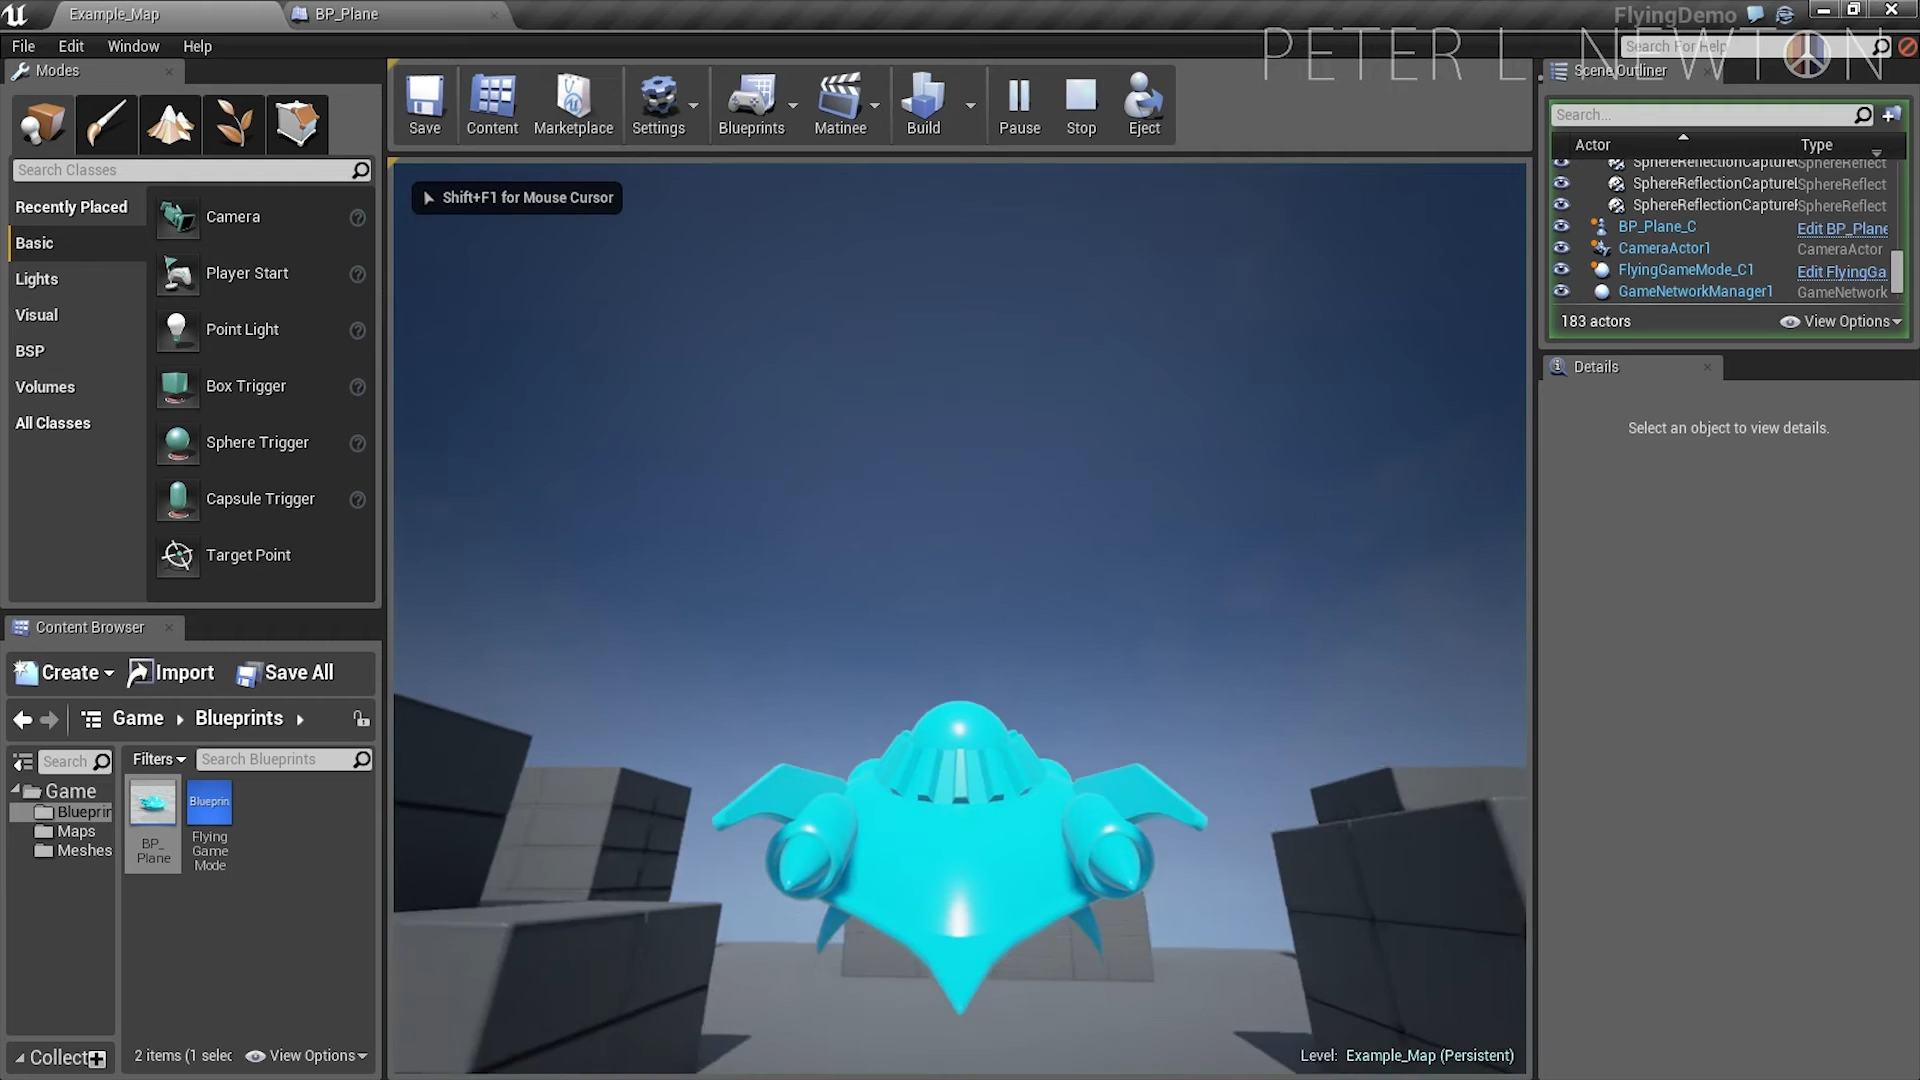 Example_Map
BP_Plane
FlyingDemo
PETER L. NEWTON
File Edit Window Help
Search For Help
Modes
Search Classes
Recently Placed
Basic
Lights
Visual
BSP
Volumes
All Classes
Camera
Player Start
Point Light
Box Trigger
Sphere Trigger
Capsule Trigger
Target Point
Save
Content
Marketplace
Settings
Blueprints
Matinee
Build
Pause
Stop
Eject
Shift+F1 for Mouse Cursor
Level: Example_Map (Persistent)
Scene Outliner
Search...
Actor Type
SphereReflectionCapture SphereReflect
SphereReflectionCapture SphereReflect
SphereReflectionCapture SphereReflect
BP_Plane_C Edit BP_Plane
CameraActor1 CameraActor
FlyingGameMode_C1 Edit FlyingGa
GameNetworkManager1 GameNetwork
183 actors View Options
Details
Select an object to view details.
Content Browser
Create Import Save All
Game Blueprints
Search
Filters Search Blueprints
Game
Blueprin
Maps
Meshes
Collect
BP_
Plane
Blueprin
Flying
Game
Mode
2 items (1 selec View Options